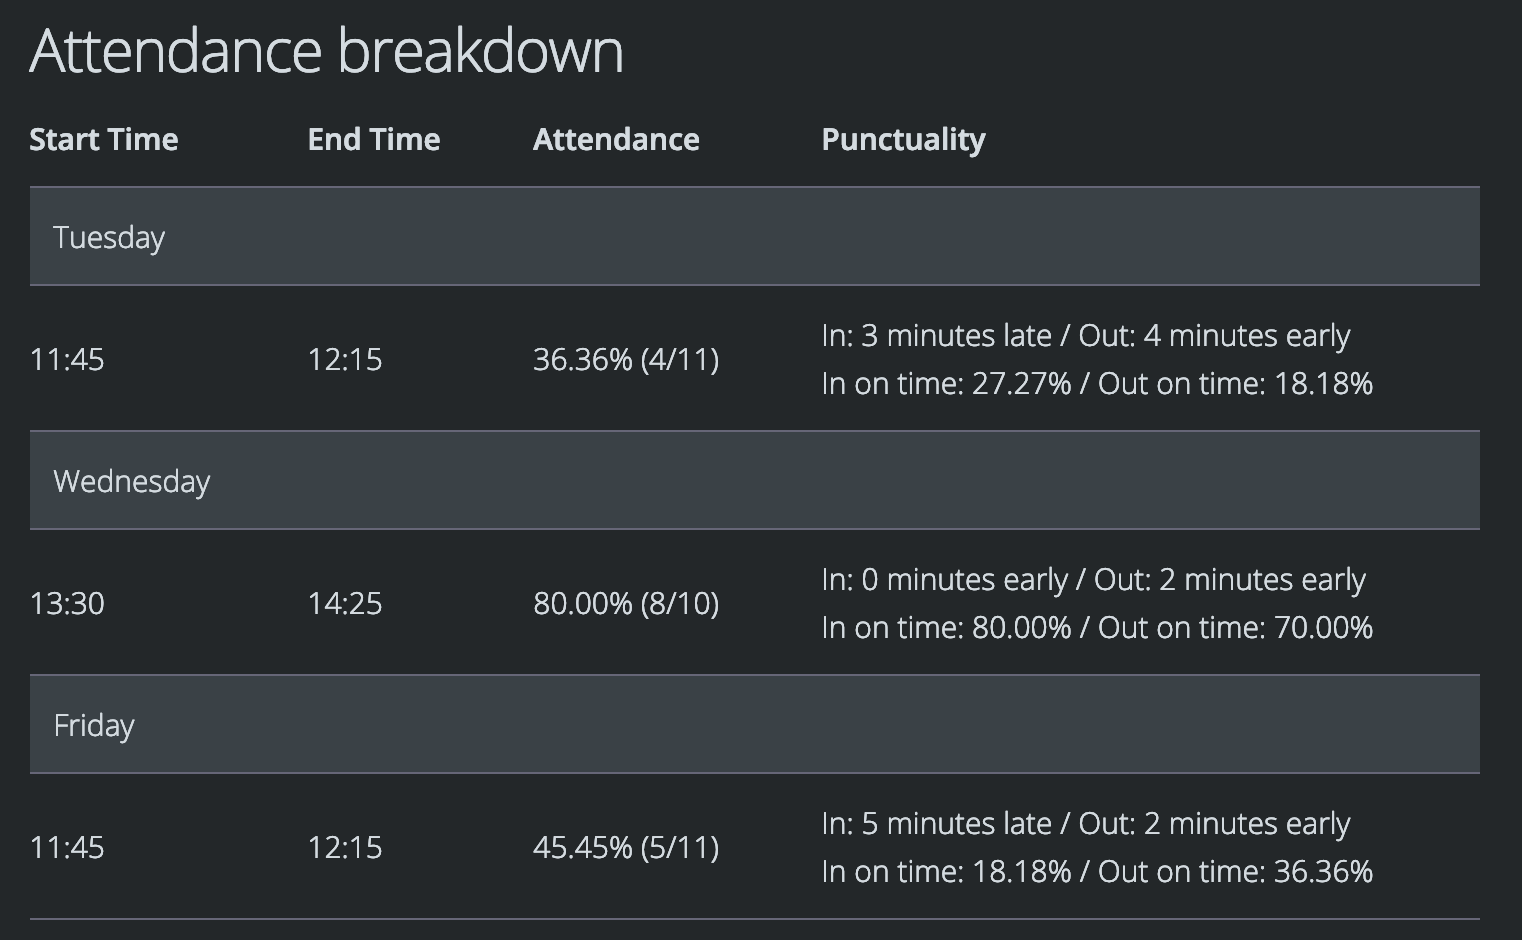 Attendance breakdown
Start Time End Time Attendance Punctuality
Tuesday
11:45 12:15 36.36% (4/11) In: 3 minutes late / Out: 4 minutes early
In on time: 27.27% / Out on time: 18.18%
Wednesday
13:30 14:25 80.00% (8/10) In: 0 minutes early / Out: 2 minutes early
In on time: 80.00% / Out on time: 70.00%
Friday
11:45 12:15 45.45% (5/11) In: 5 minutes late / Out: 2 minutes early
In on time: 18.18% / Out on time: 36.36%